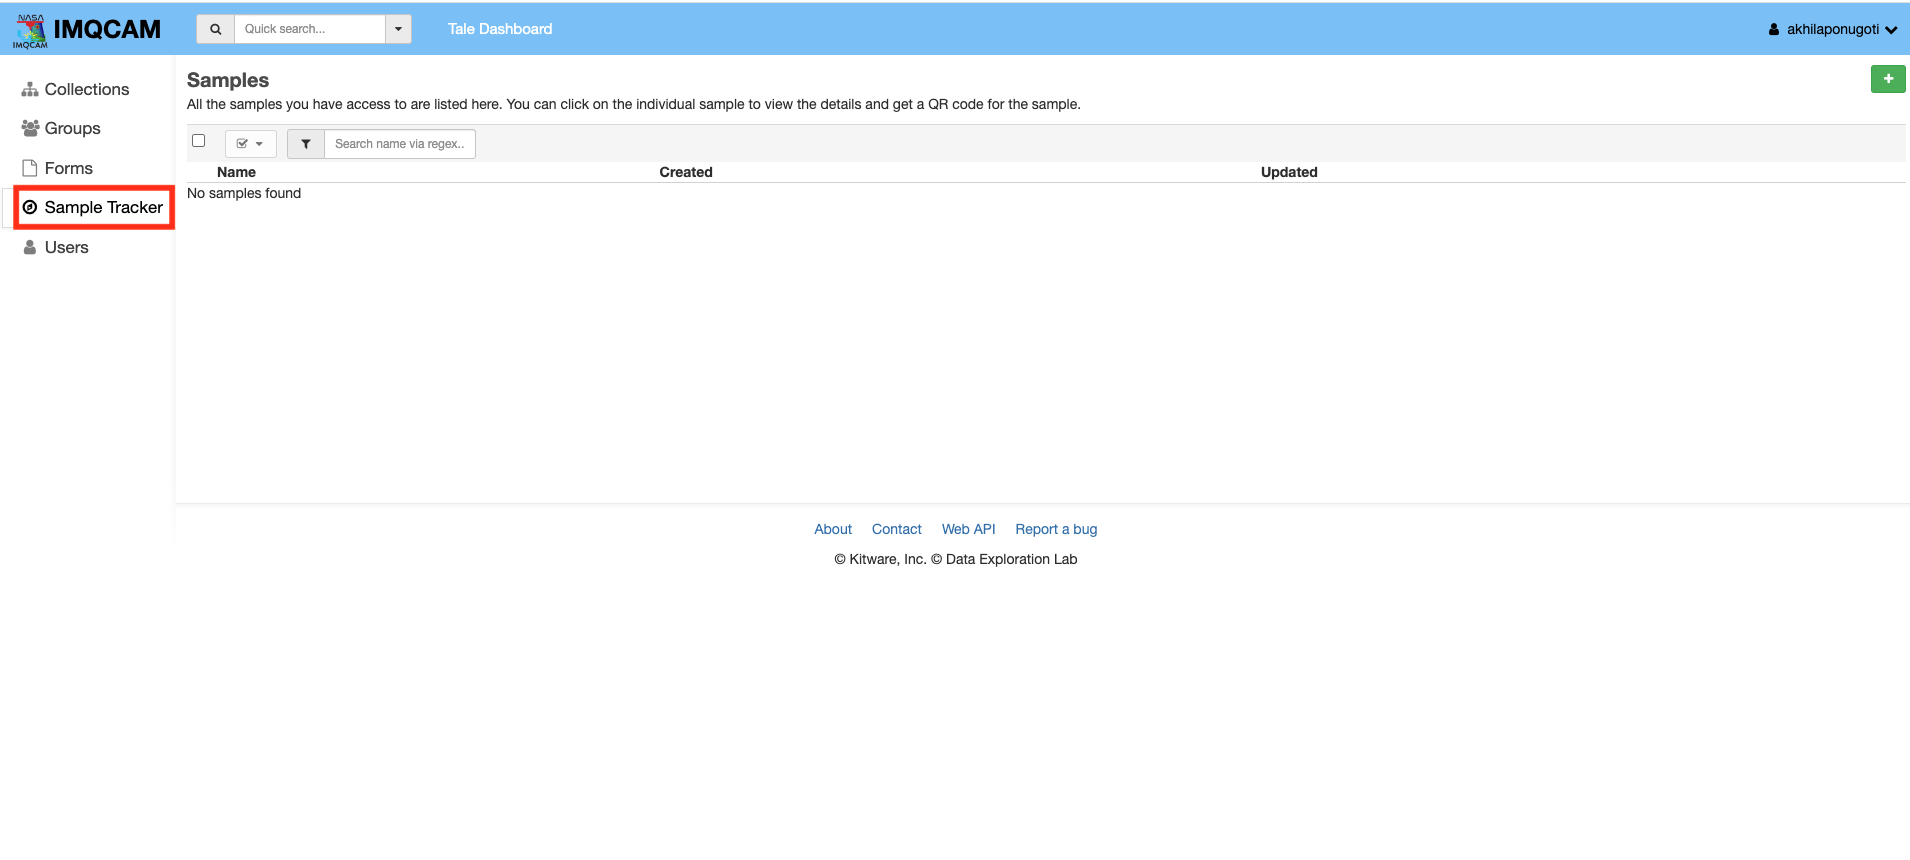 NASA
IMQCAM
IMQCAM
Quick search...
Tale Dashboard
akhilaponugoti
Collections
Groups
Forms
Sample Tracker
Users
Samples
All the samples you have access to are listed here. You can click on the individual sample to view the details and get a QR code for the sample.
+
Search name via regex..
Name Created Updated
No samples found
About Contact Web API Report a bug
© Kitware, Inc. © Data Exploration Lab